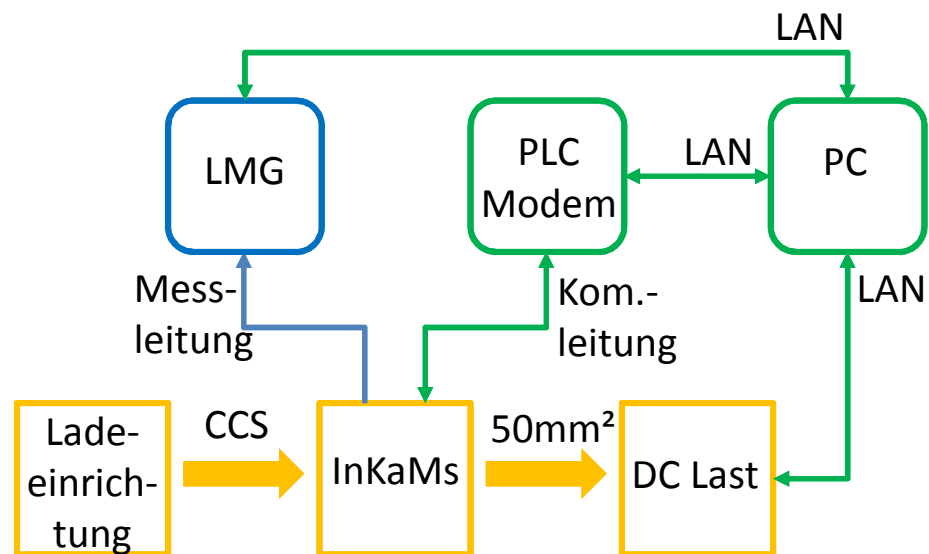 LAN
LMG
PLC
Modem
LAN
PC
Mess-
leitung
Kom.-
leitung
LAN
Lade-
einrich-
tung
CCS
InKaMs
50mm²
DC Last